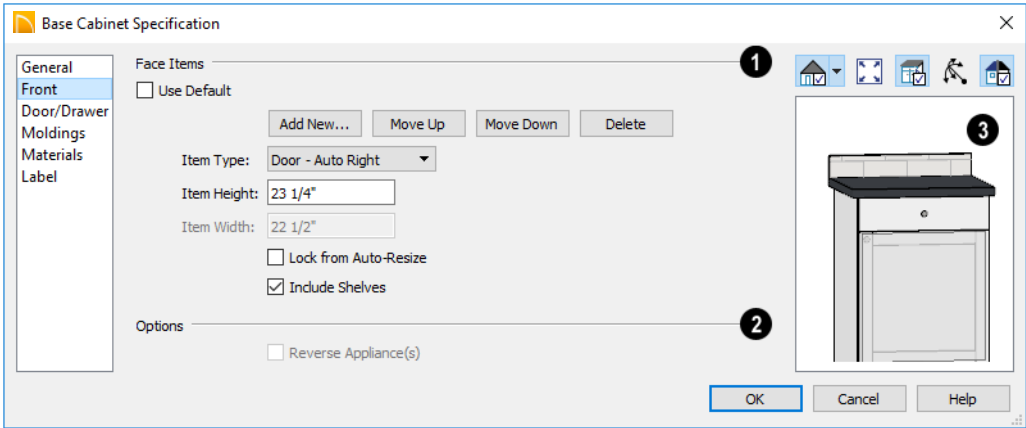 Base Cabinet Specification
General
Front
Door/Drawer
Moldings
Materials
Label
Face Items
1
Use Default
Add New... Move Up Move Down Delete
Item Type: Door - Auto Right
Item Height: 23 1/4"
Item Width: 22 1/2"
Lock from Auto-Resize
Include Shelves
Options
2
Reverse Appliance(s)
3
OK Cancel Help